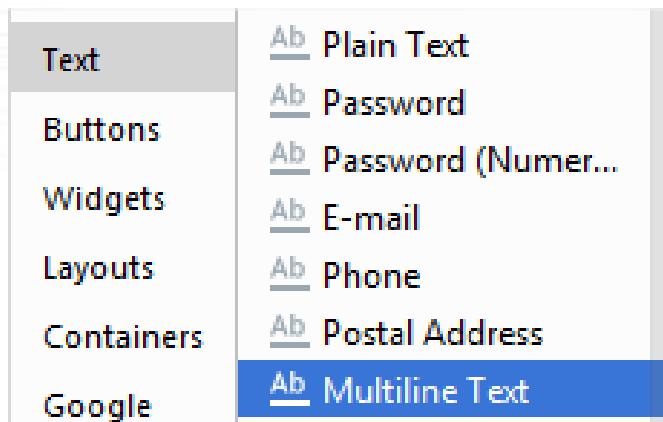 Text
Buttons
Widgets
Layouts
Containers
Google
Ab Plain Text
Ab Password
Ab Password (Numer...
Ab E-mail
Ab Phone
Ab Postal Address
Ab Multiline Text